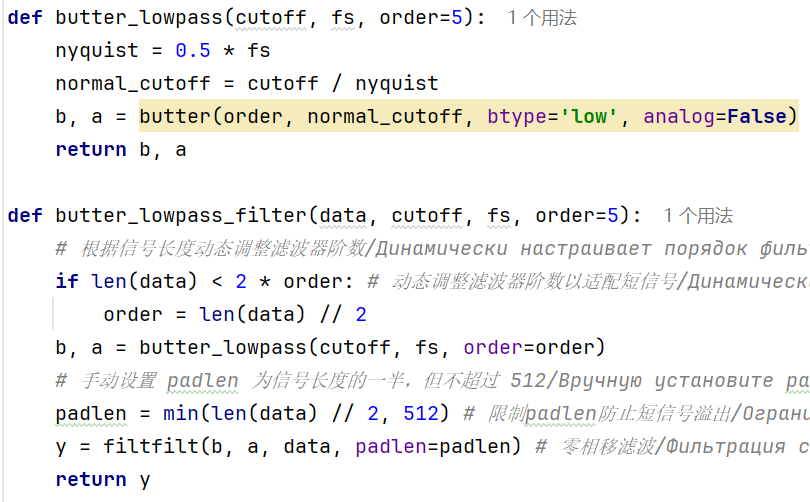 def butter_lowpass(cutoff, fs, order=5): 1 个用法
    nyquist = 0.5 * fs
    normal_cutoff = cutoff / nyquist
    b, a = butter(order, normal_cutoff, btype='low', analog=False)
    return b, a
def butter_lowpass_filter(data, cutoff, fs, order=5): 1 个用法
    # 根据信号长度动态调整滤波器阶数/Динамически настраивает порядок филь
    if len(data) < 2 * order: # 动态调整滤波器阶数以适配短信号/Динамическ
        order = len(data) // 2
    b, a = butter_lowpass(cutoff, fs, order=order)
    # 手动设置 padlen 为信号长度的一半，但不超过 512/Вручную установите pa
    padlen = min(len(data) // 2, 512) # 限制padlen防止短信号溢出/Ограни
    y = filtfilt(b, a, data, padlen=padlen) # 零相移滤波/Фильтрация с
    return y